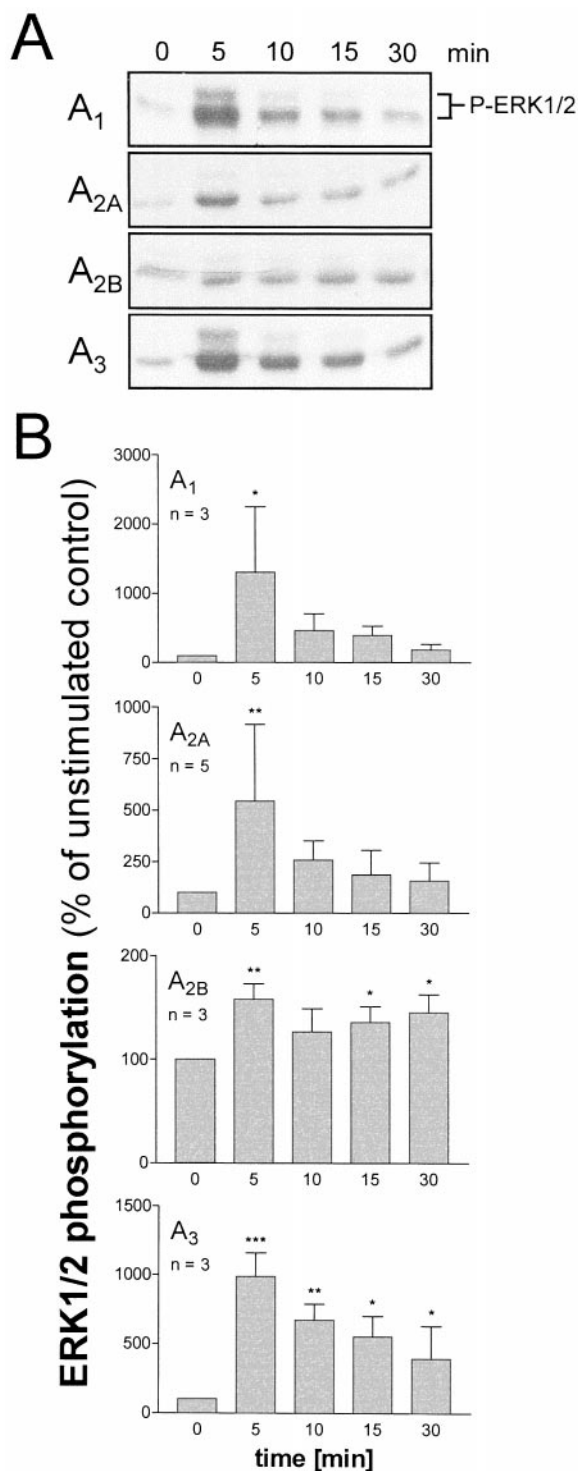 A
0 5 10 15 30 min
A1
P-ERK1/2
A2A
A2B
A3
B
ERK1/2 phosphorylation (% of unstimulated control)
3000
2000
1000
0
A1
n = 3
*
0 5 10 15 30
1000
750
500
250
0
A2A
n = 5
**
0 5 10 15 30
200
100
0
A2B
n = 3
** * *
0 5 10 15 30
1500
1000
500
0
A3
n = 3
*** ** * *
0 5 10 15 30
time [min]